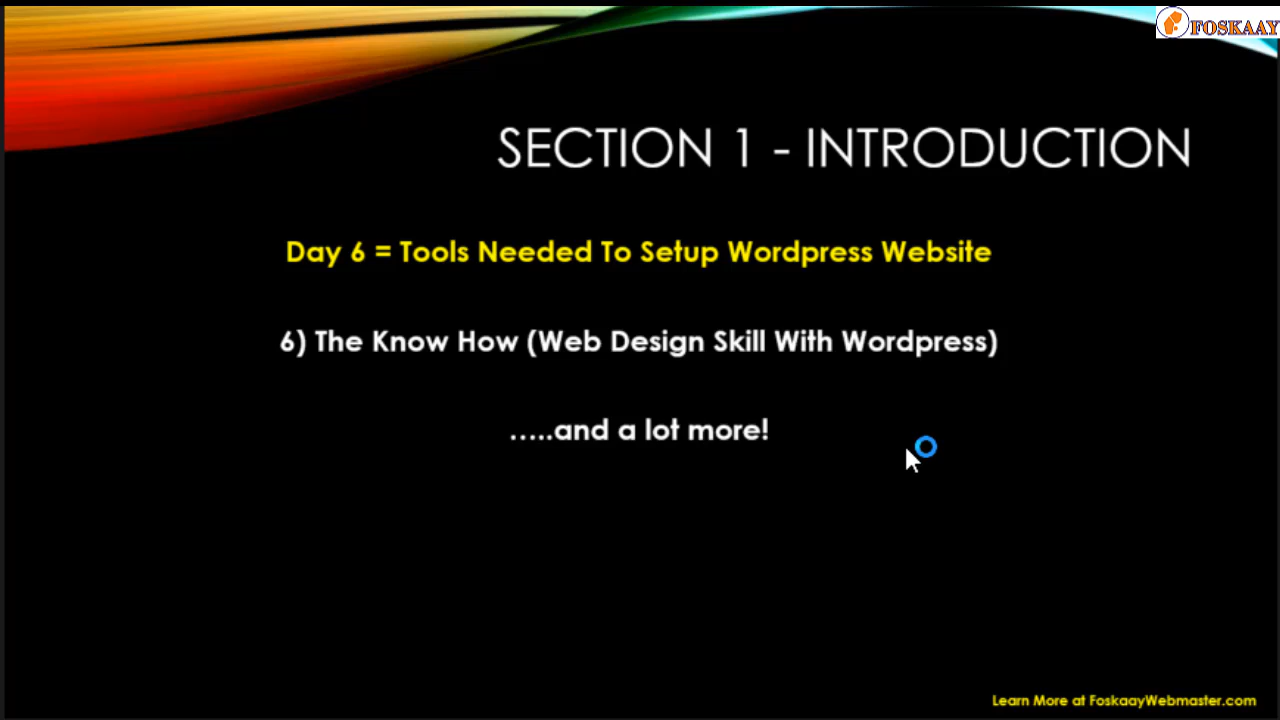 FOSKAAY
SECTION 1 - INTRODUCTION
Day 6 = Tools Needed To Setup Wordpress Website
6) The Know How (Web Design Skill With Wordpress)
.....and a lot more!
Learn More at FoskaayWebmaster.com